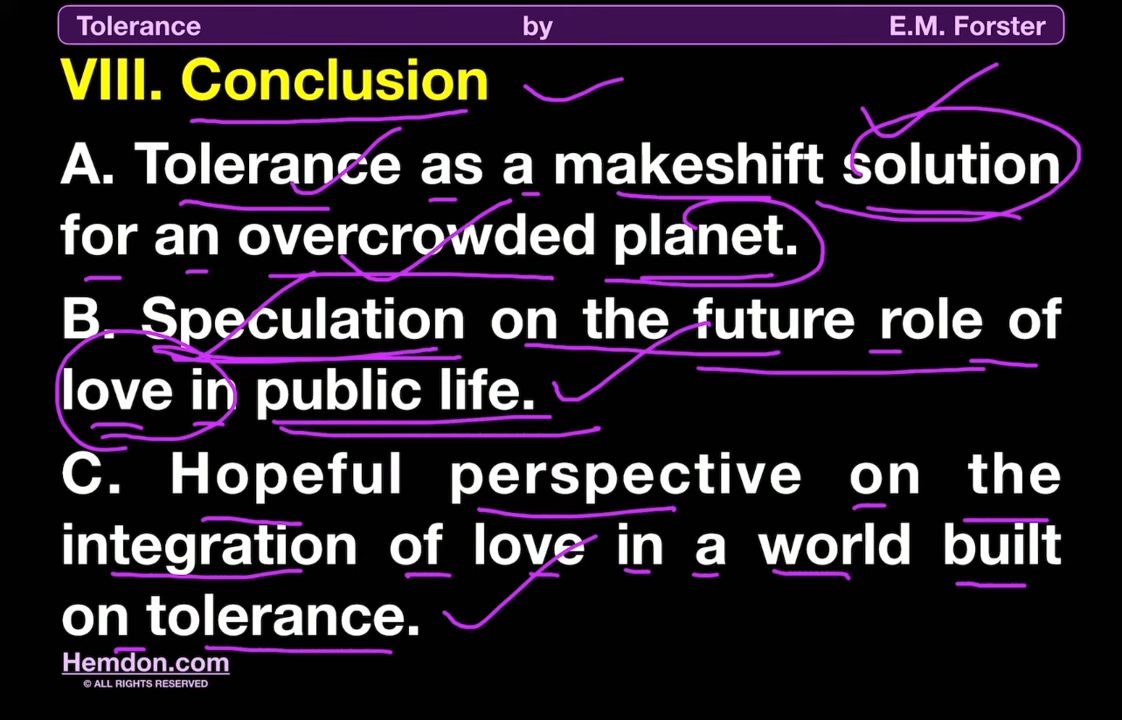 Tolerance by E.M. Forster
VIII. Conclusion
A. Tolerance as a makeshift solution
for an overcrowded planet.
B. Speculation on the future role of
love in public life.
C. Hopeful perspective on the
integration of love in a world built
on tolerance.
Hemdon.com
© ALL RIGHTS RESERVED